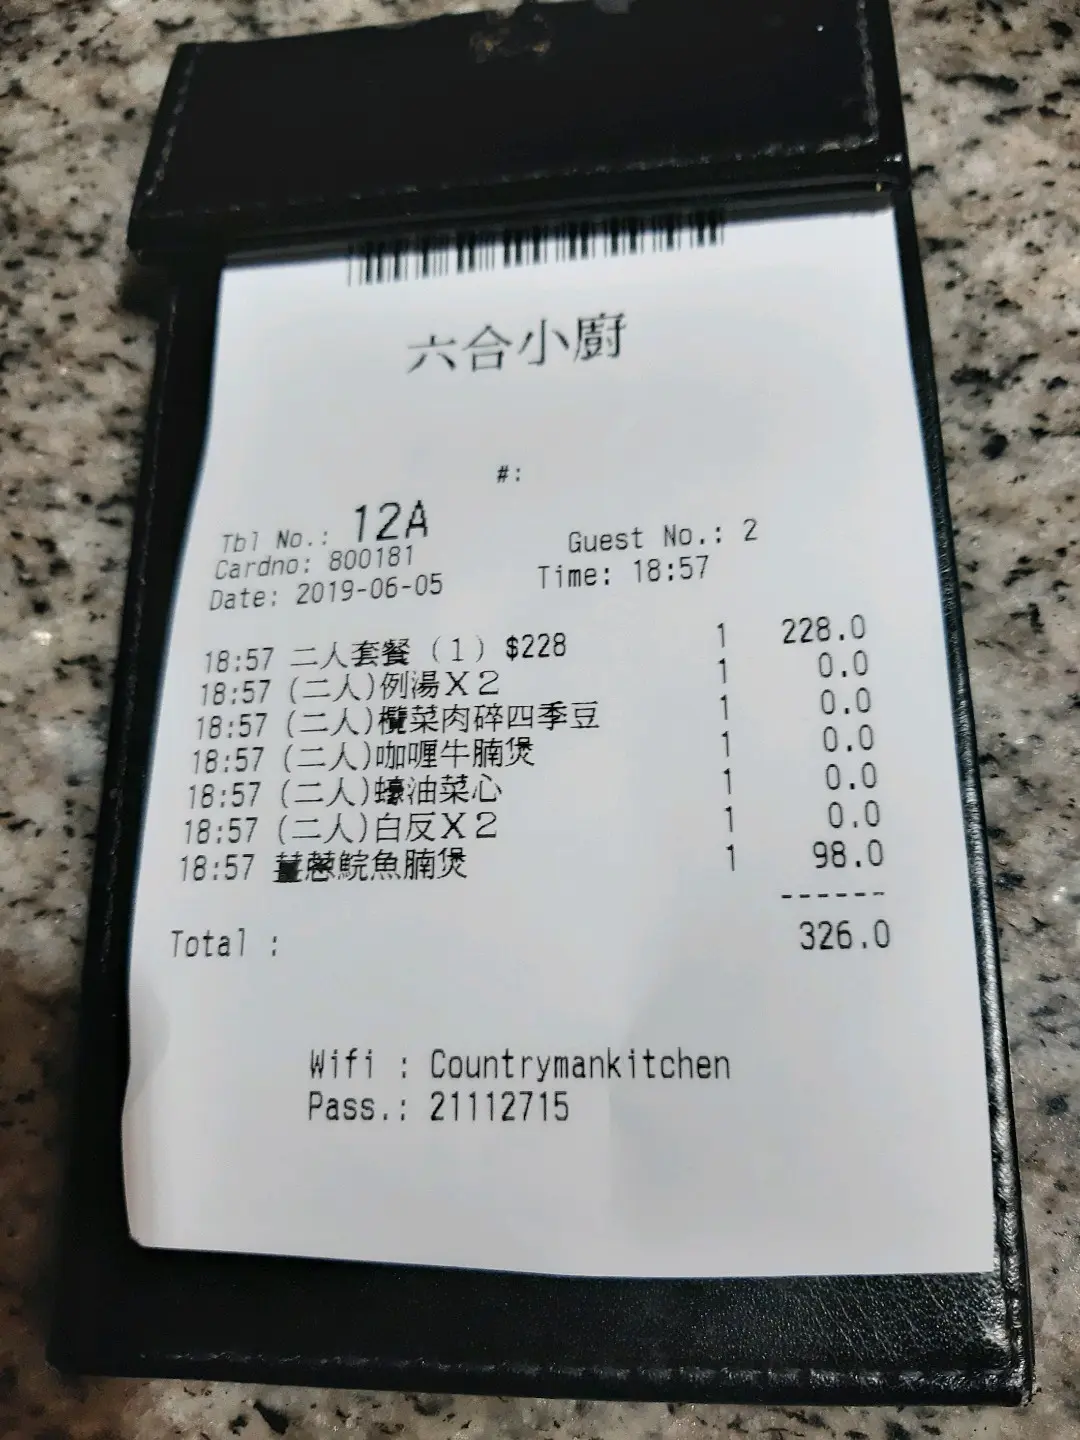 六合小廚
#:
Tbl No.: 12A Guest No.: 2
Cardno: 800181
Date: 2019-06-05 Time: 18:57
18:57 二人套餐（1）$228 1 228.0
18:57 (二人)例湯X2 1 0.0
18:57 (二人)欖菜肉碎四季豆 1 0.0
18:57 (二人)咖喱牛腩煲 1 0.0
18:57 (二人)蠔油菜心 1 0.0
18:57 (二人)白反X2 1 0.0
18:57 薑蔥鯇魚腩煲 1 98.0
------
Total : 326.0
Wifi : Countrymankitchen
Pass.: 21112715